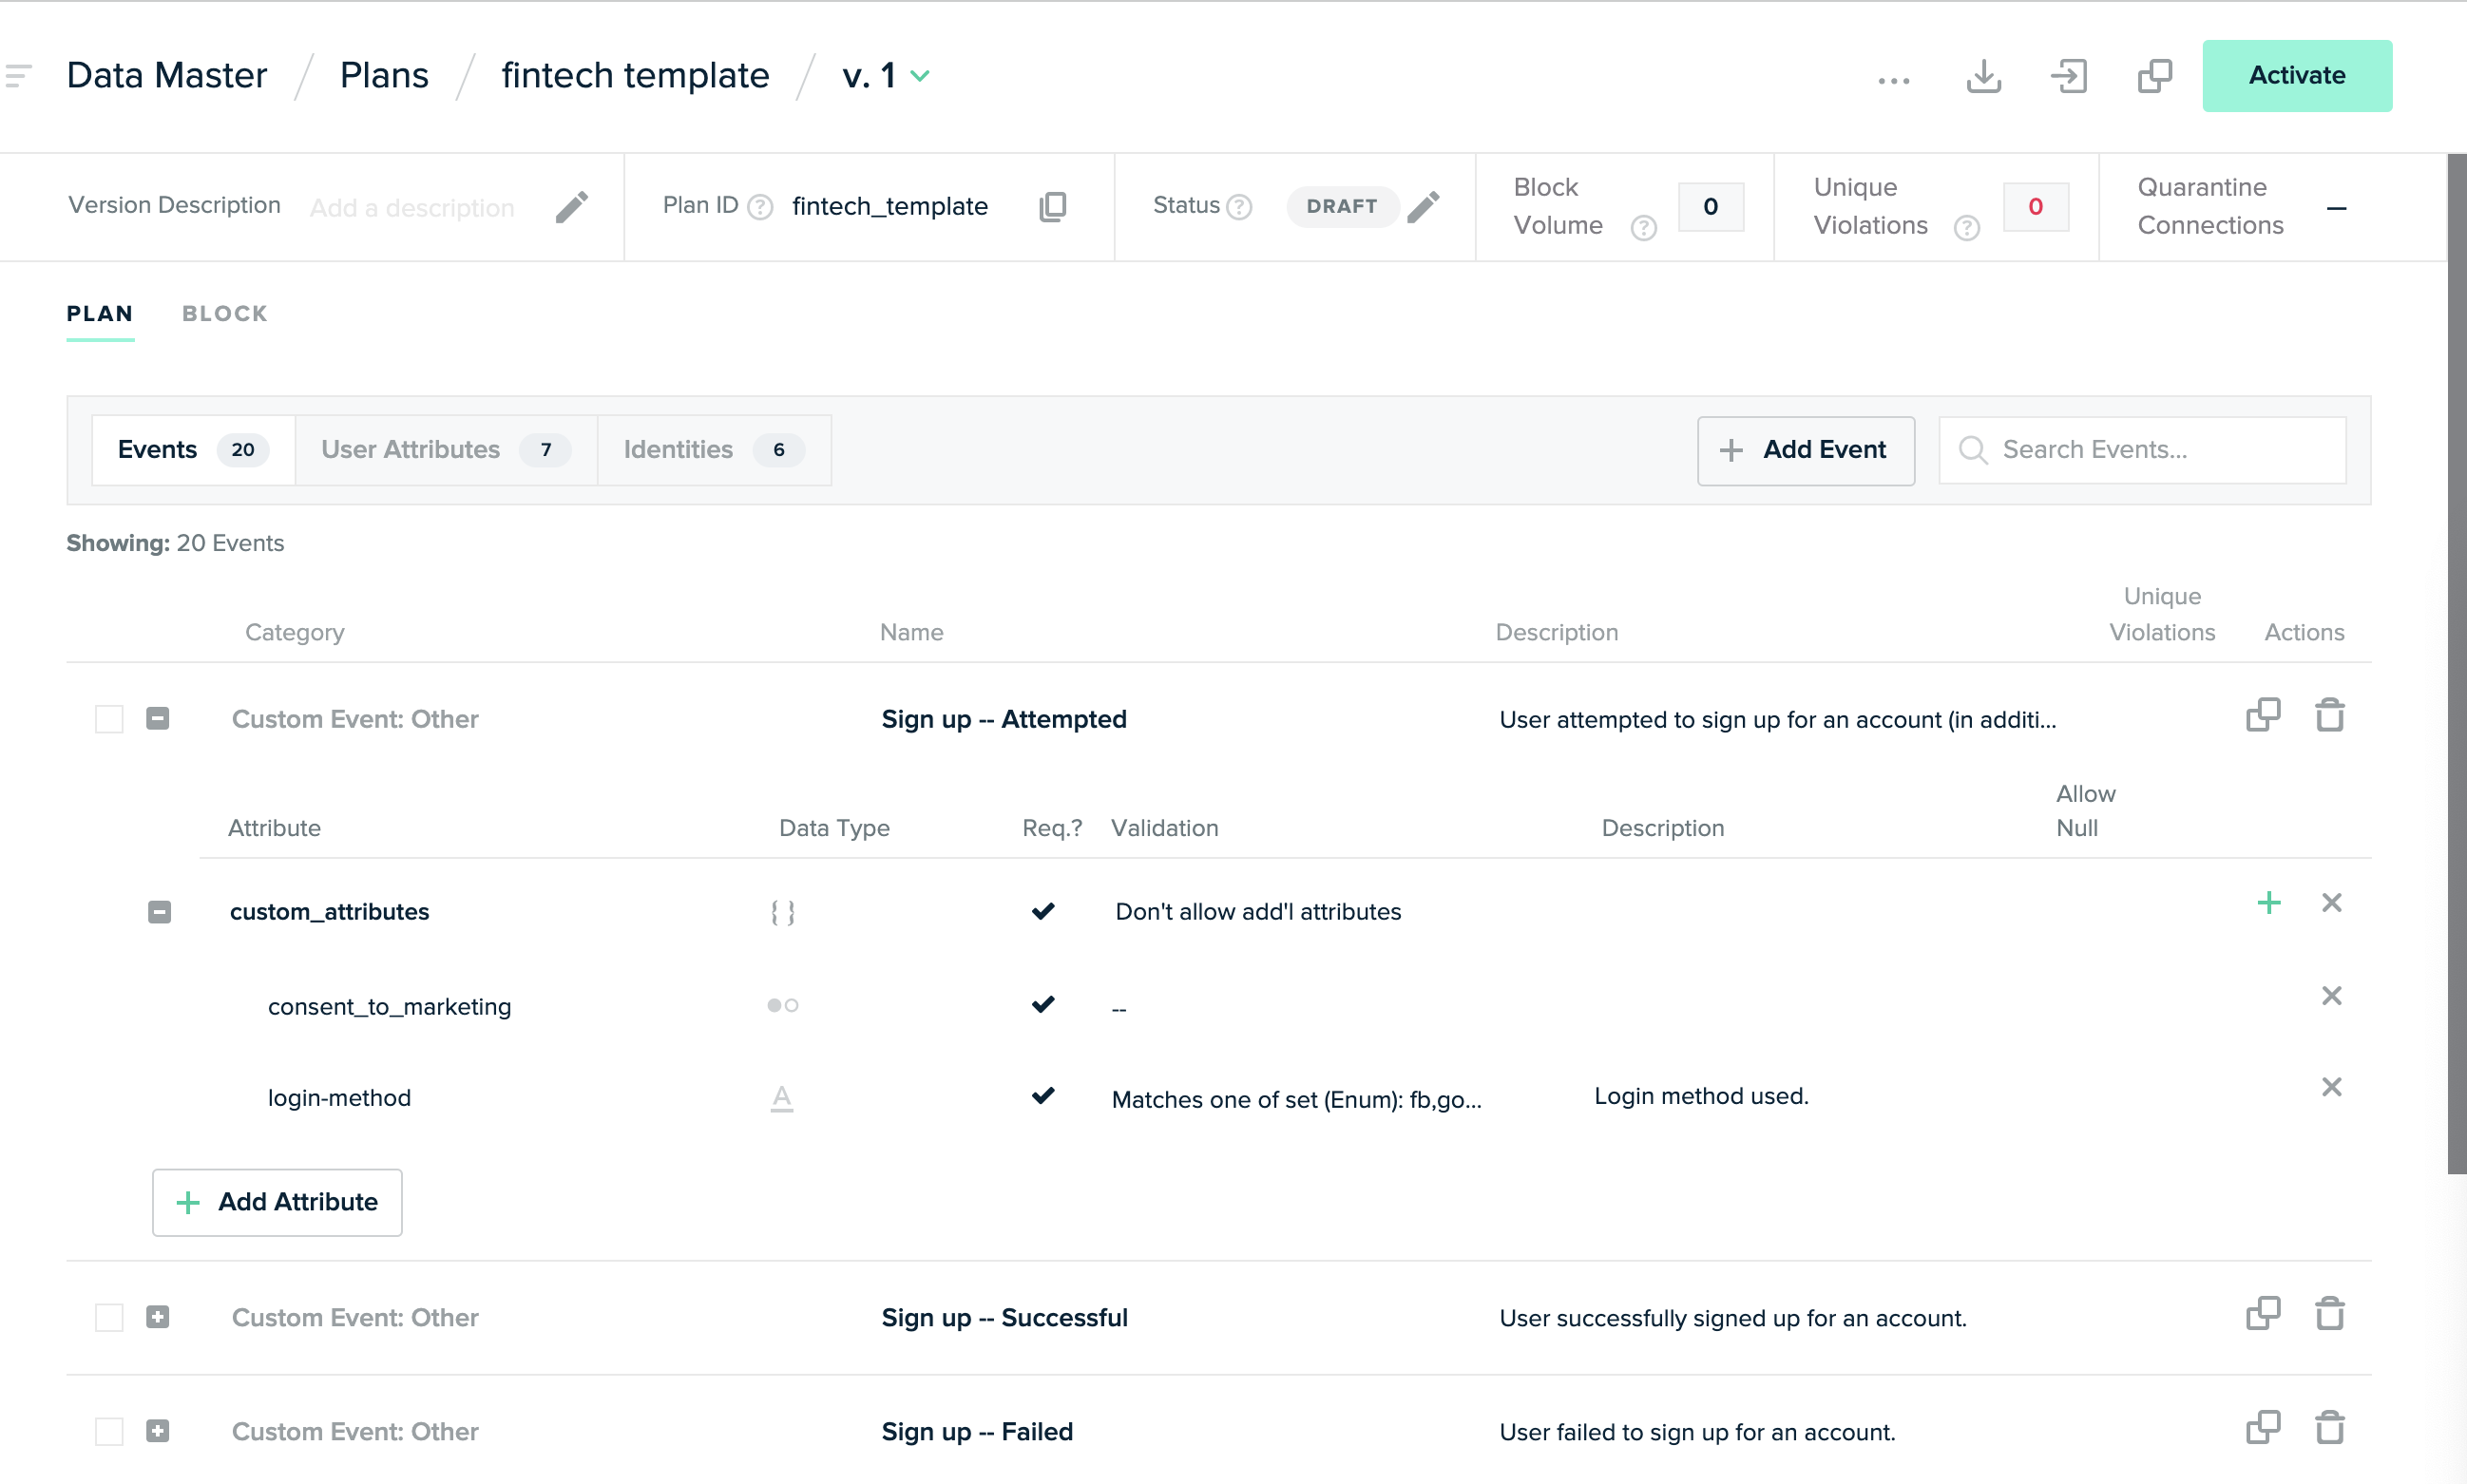 Data Master / Plans / fintech template / v. 1
... Activate
Version Description Add a description
Plan ID ? fintech_template
Status ? DRAFT
Block
Volume ? 0
Unique
Violations ? 0
Quarantine
Connections –
PLAN BLOCK
Events 20 User Attributes 7 Identities 6
+ Add Event
Search Events...
Showing: 20 Events
Category Name Description Unique
Violations Actions
Custom Event: Other Sign up -- Attempted User attempted to sign up for an account (in additi...
Attribute Data Type Req.? Validation Description Allow
Null
custom_attributes { } Don't allow add'l attributes
consent_to_marketing --
login-method A Matches one of set (Enum): fb,go... Login method used.
+ Add Attribute
Custom Event: Other Sign up -- Successful User successfully signed up for an account.
Custom Event: Other Sign up -- Failed User failed to sign up for an account.